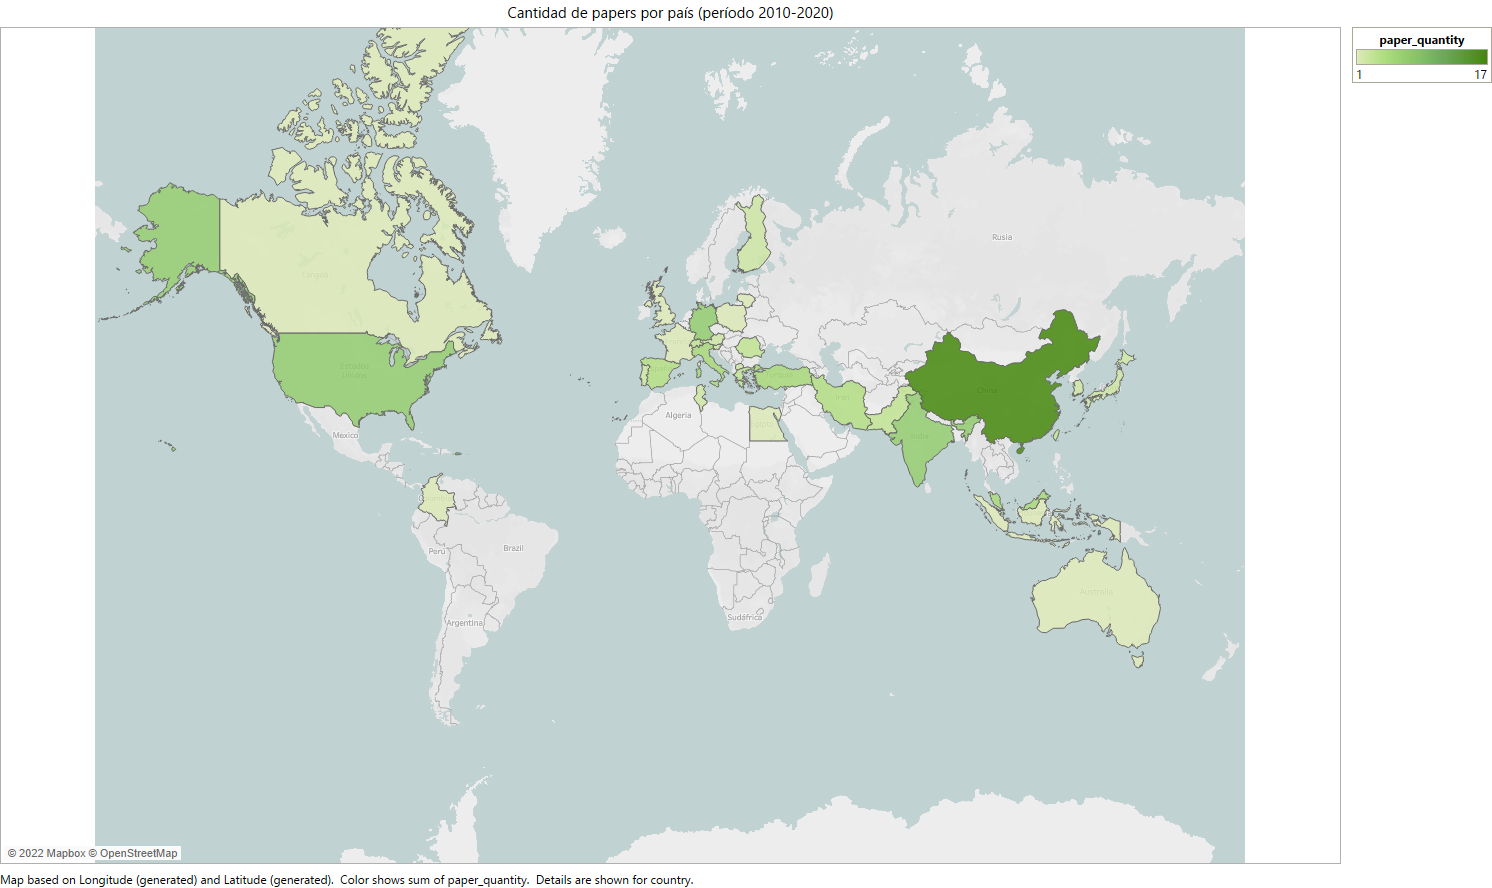 Cantidad de papers por país (período 2010-2020)
paper_quantity
1 17
Rusia
Canadá
Estados
Unidos
China
Irán
Algeria
México
India
Egipto
Colombia
Perú
Brazil
Australia
Sudáfrica
Argentina
© 2022 Mapbox © OpenStreetMap
Map based on Longitude (generated) and Latitude (generated).  Color shows sum of paper_quantity.  Details are shown for country.